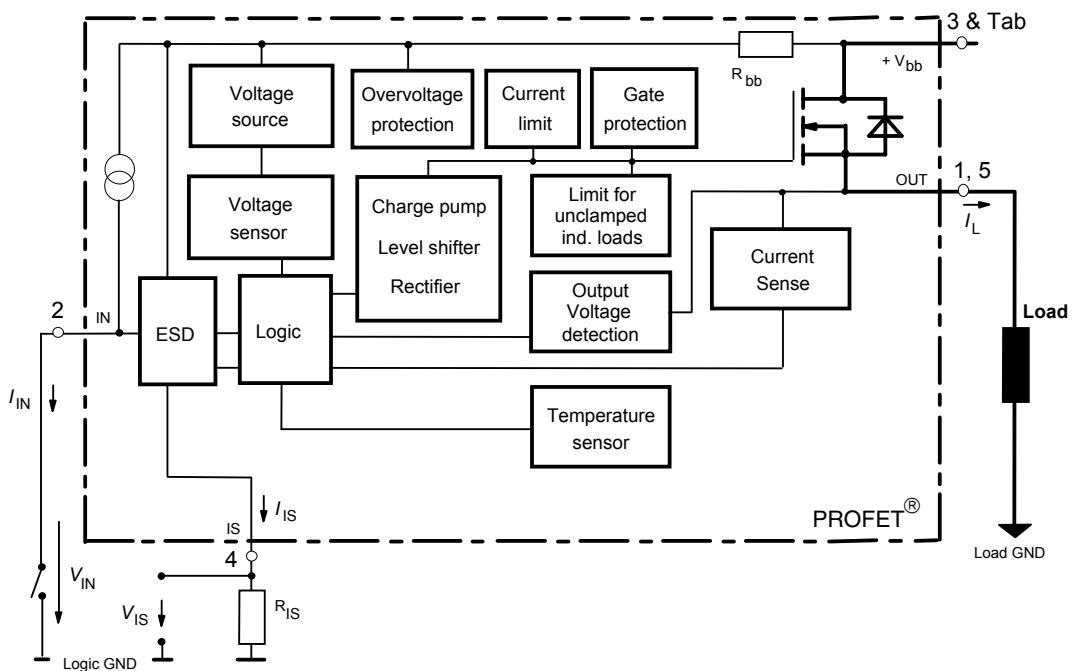 3 & Tab
R bb
+ V bb
Voltage
source
Overvoltage
protection
Current
limit
Gate
protection
Voltage
sensor
Charge pump
Level shifter
Rectifier
Limit for
unclamped
ind. loads
OUT
1, 5
I L
Current
Sense
Output
Voltage
detection
2
IN
ESD
Logic
Load
I IN
Temperature
sensor
I IS
IS
PROFET®
4
Load GND
V IN
V IS
R IS
Logic GND